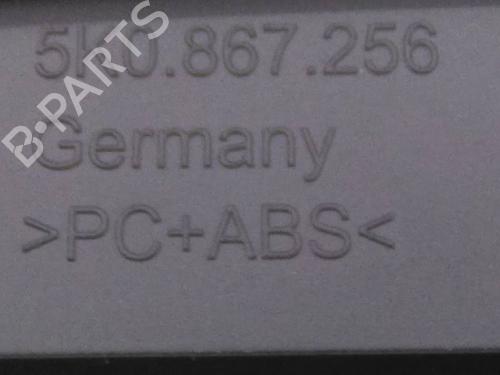 5K0.867.256
B-PARTS
Germany
>PC+ABS<